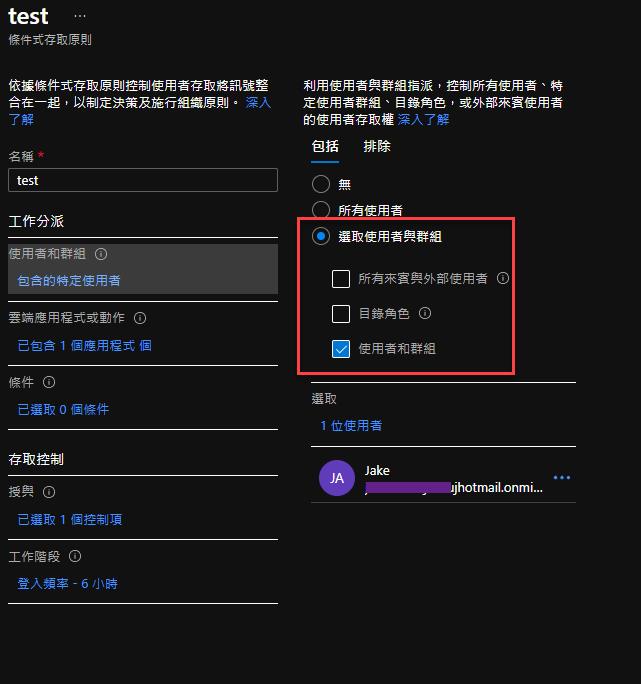 test ...
條件式存取原則
依據條件式存取原則控制使用者存取將訊號整
合在一起，以制定決策及施行組織原則。 深入
了解
名稱 *
test
工作分派
使用者和群組
包含的特定使用者
雲端應用程式或動作
已包含 1 個應用程式 個
條件
已選取 0 個條件
存取控制
授與
已選取 1 個控制項
工作階段
登入頻率 - 6 小時
利用使用者與群組指派，控制所有使用者、特
定使用者群組、目錄角色，或外部來賓使用者
的使用者存取權 深入了解
包括 排除
無
所有使用者
選取使用者與群組
所有來賓與外部使用者
目錄角色
使用者和群組
選取
1 位使用者
JA
Jake
ujhotmail.onmi...